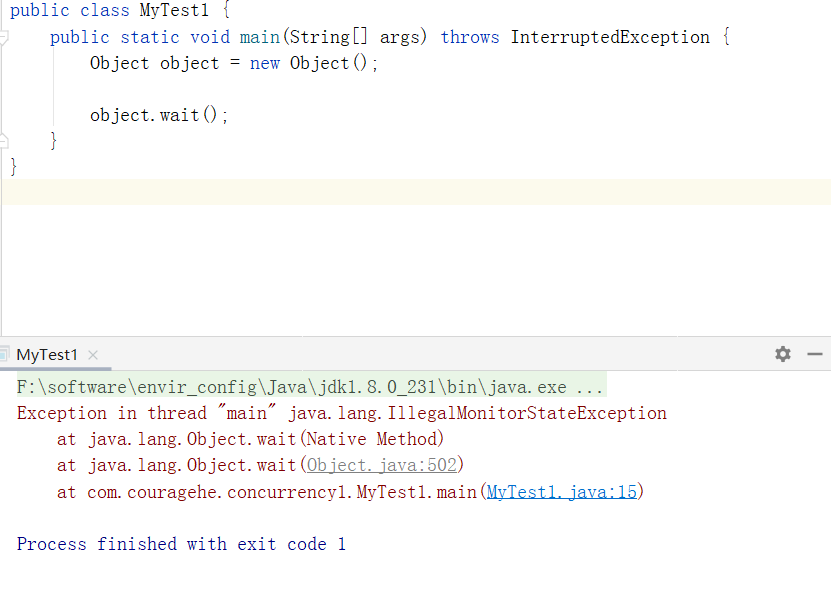 public class MyTest1 {
public static void main(String[] args) throws InterruptedException {
Object object = new Object();
object.wait();
}
}
MyTest1
F:\software\envir_config\Java\jdk1.8.0_231\bin\java.exe ...
Exception in thread "main" java.lang.IllegalMonitorStateException
at java.lang.Object.wait(Native Method)
at java.lang.Object.wait(Object.java:502)
at com.couragehe.concurrency1.MyTest1.main(MyTest1.java:15)
Process finished with exit code 1